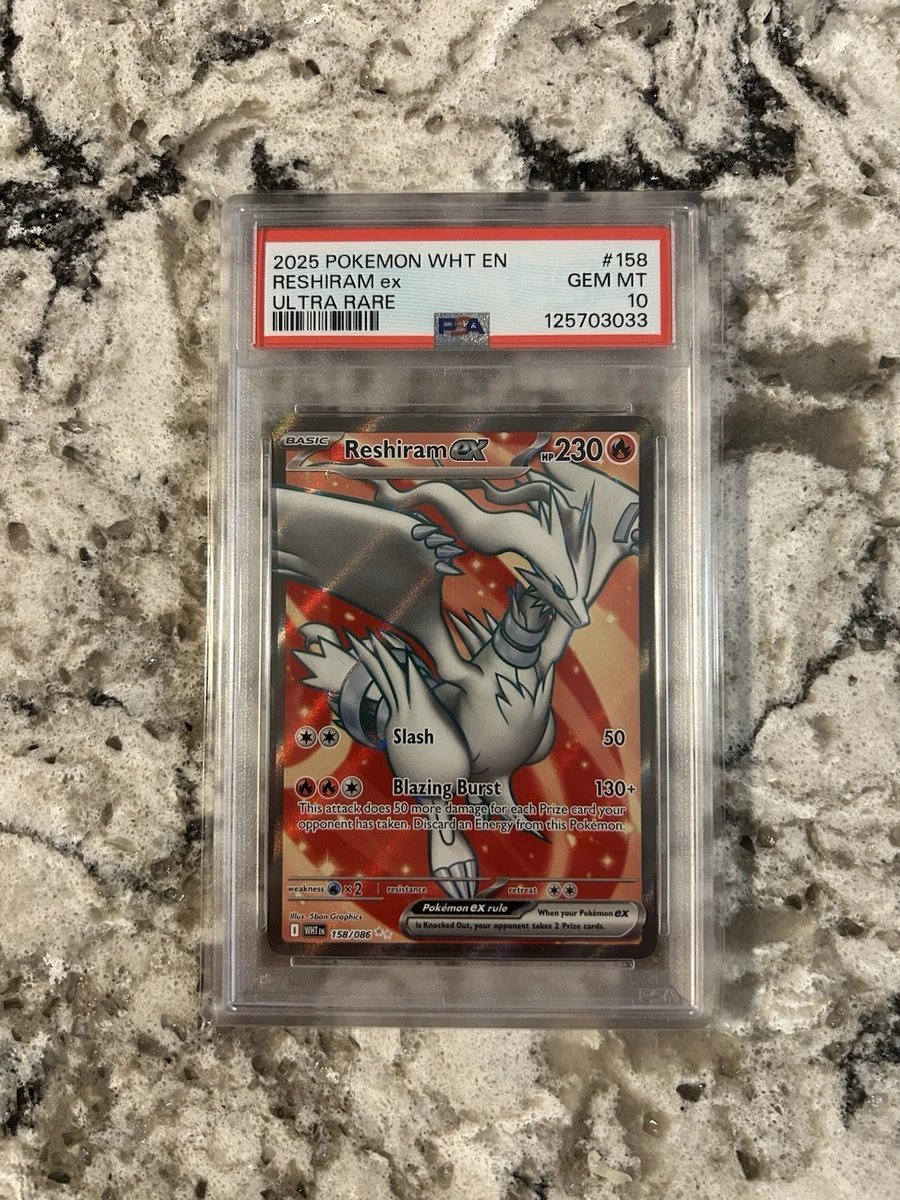 2025 POKEMON WHT EN #158
RESHIRAM ex GEM MT
ULTRA RARE 10
PSA 125703033
BASIC Reshiram ex HP 230
Slash 50
Blazing Burst 130+
This attack does 50 more damage for each Prize card your
opponent has taken. Discard an Energy from this Pokémon.
weakness ×2 resistance retreat
Pokémon ex rule When your Pokémon ex
is Knocked Out, your opponent takes 2 Prize cards.
Illus. 5ban Graphics
I WHT EN 158/086
PSA